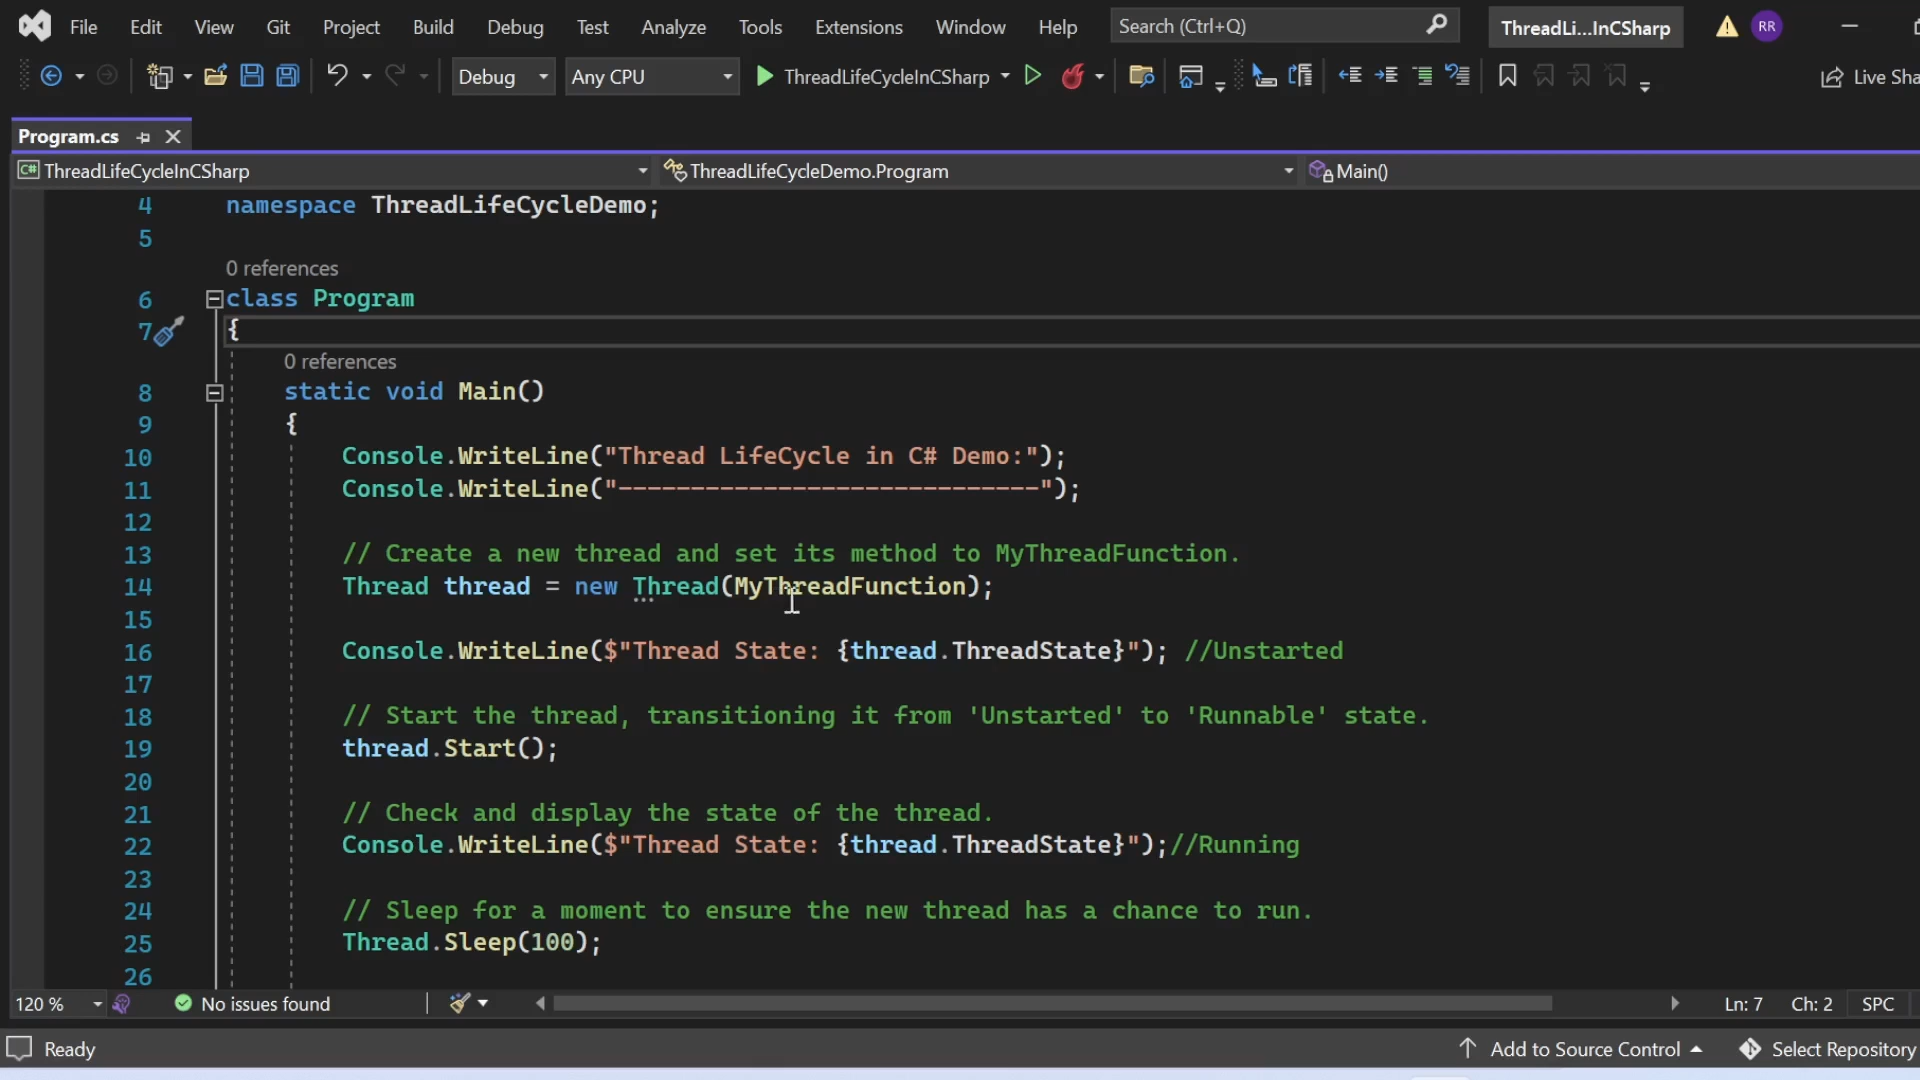 File Edit View Git Project Build Debug Test Analyze Tools Extensions Window Help Search (Ctrl+Q) ThreadLi...InCSharp RR
Debug Any CPU ThreadLifeCycleInCSharp Live Sha
Program.cs
C# ThreadLifeCycleInCSharp ThreadLifeCycleDemo.Program Main()
4 namespace ThreadLifeCycleDemo;
5
0 references
6 class Program
7 {
0 references
8 static void Main()
9 {
10 Console.WriteLine("Thread LifeCycle in C# Demo:");
11 Console.WriteLine("-----------------------------");
12
13 // Create a new thread and set its method to MyThreadFunction.
14 Thread thread = new Thread(MyThreadFunction);
15
16 Console.WriteLine($"Thread State: {thread.ThreadState}"); //Unstarted
17
18 // Start the thread, transitioning it from 'Unstarted' to 'Runnable' state.
19 thread.Start();
20
21 // Check and display the state of the thread.
22 Console.WriteLine($"Thread State: {thread.ThreadState}");//Running
23
24 // Sleep for a moment to ensure the new thread has a chance to run.
25 Thread.Sleep(100);
26
120 % No issues found Ln: 7 Ch: 2 SPC
Ready Add to Source Control Select Repository